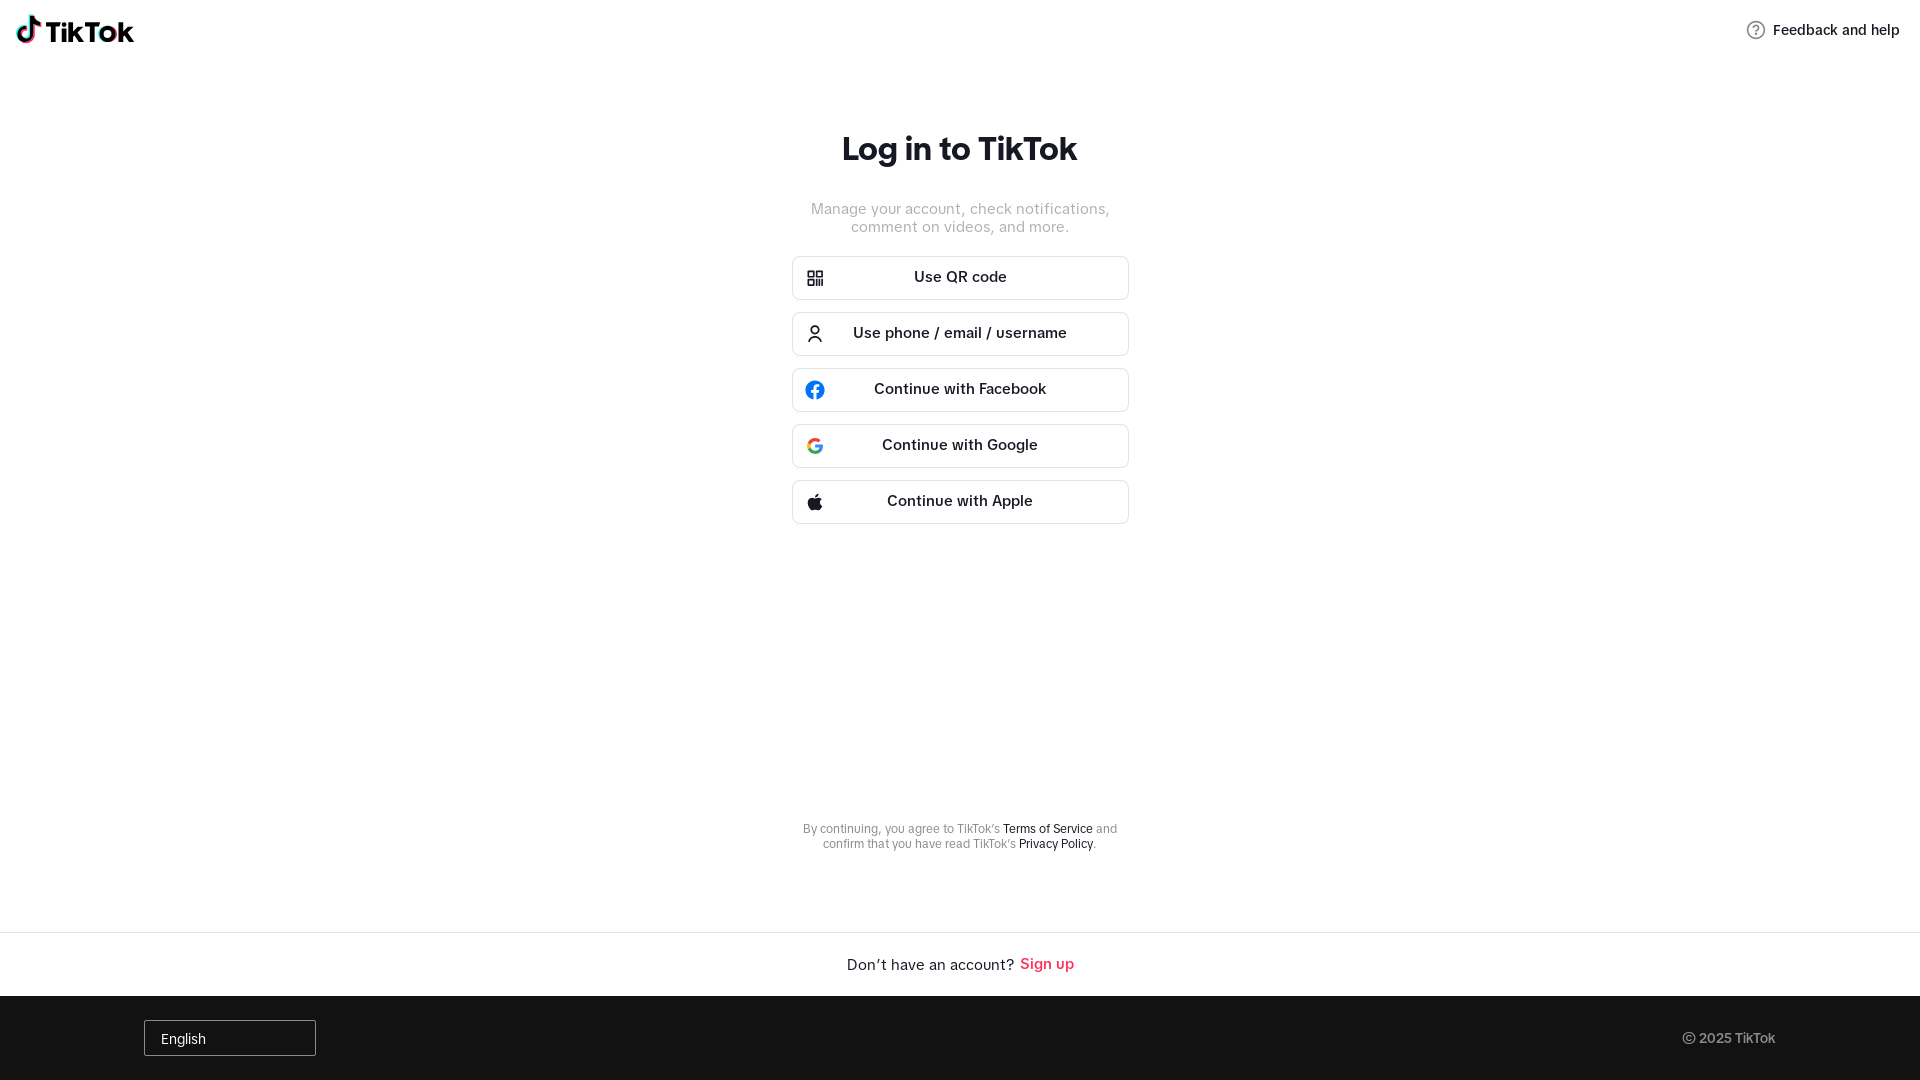 TikTok
Feedback and help
Log in to TikTok
Manage your account, check notifications,
comment on videos, and more.
Use QR code
Use phone / email / username
Continue with Facebook
Continue with Google
Continue with Apple
By continuing, you agree to TikTok’s Terms of Service and
confirm that you have read TikTok’s Privacy Policy.
Don’t have an account? Sign up
English
© 2025 TikTok